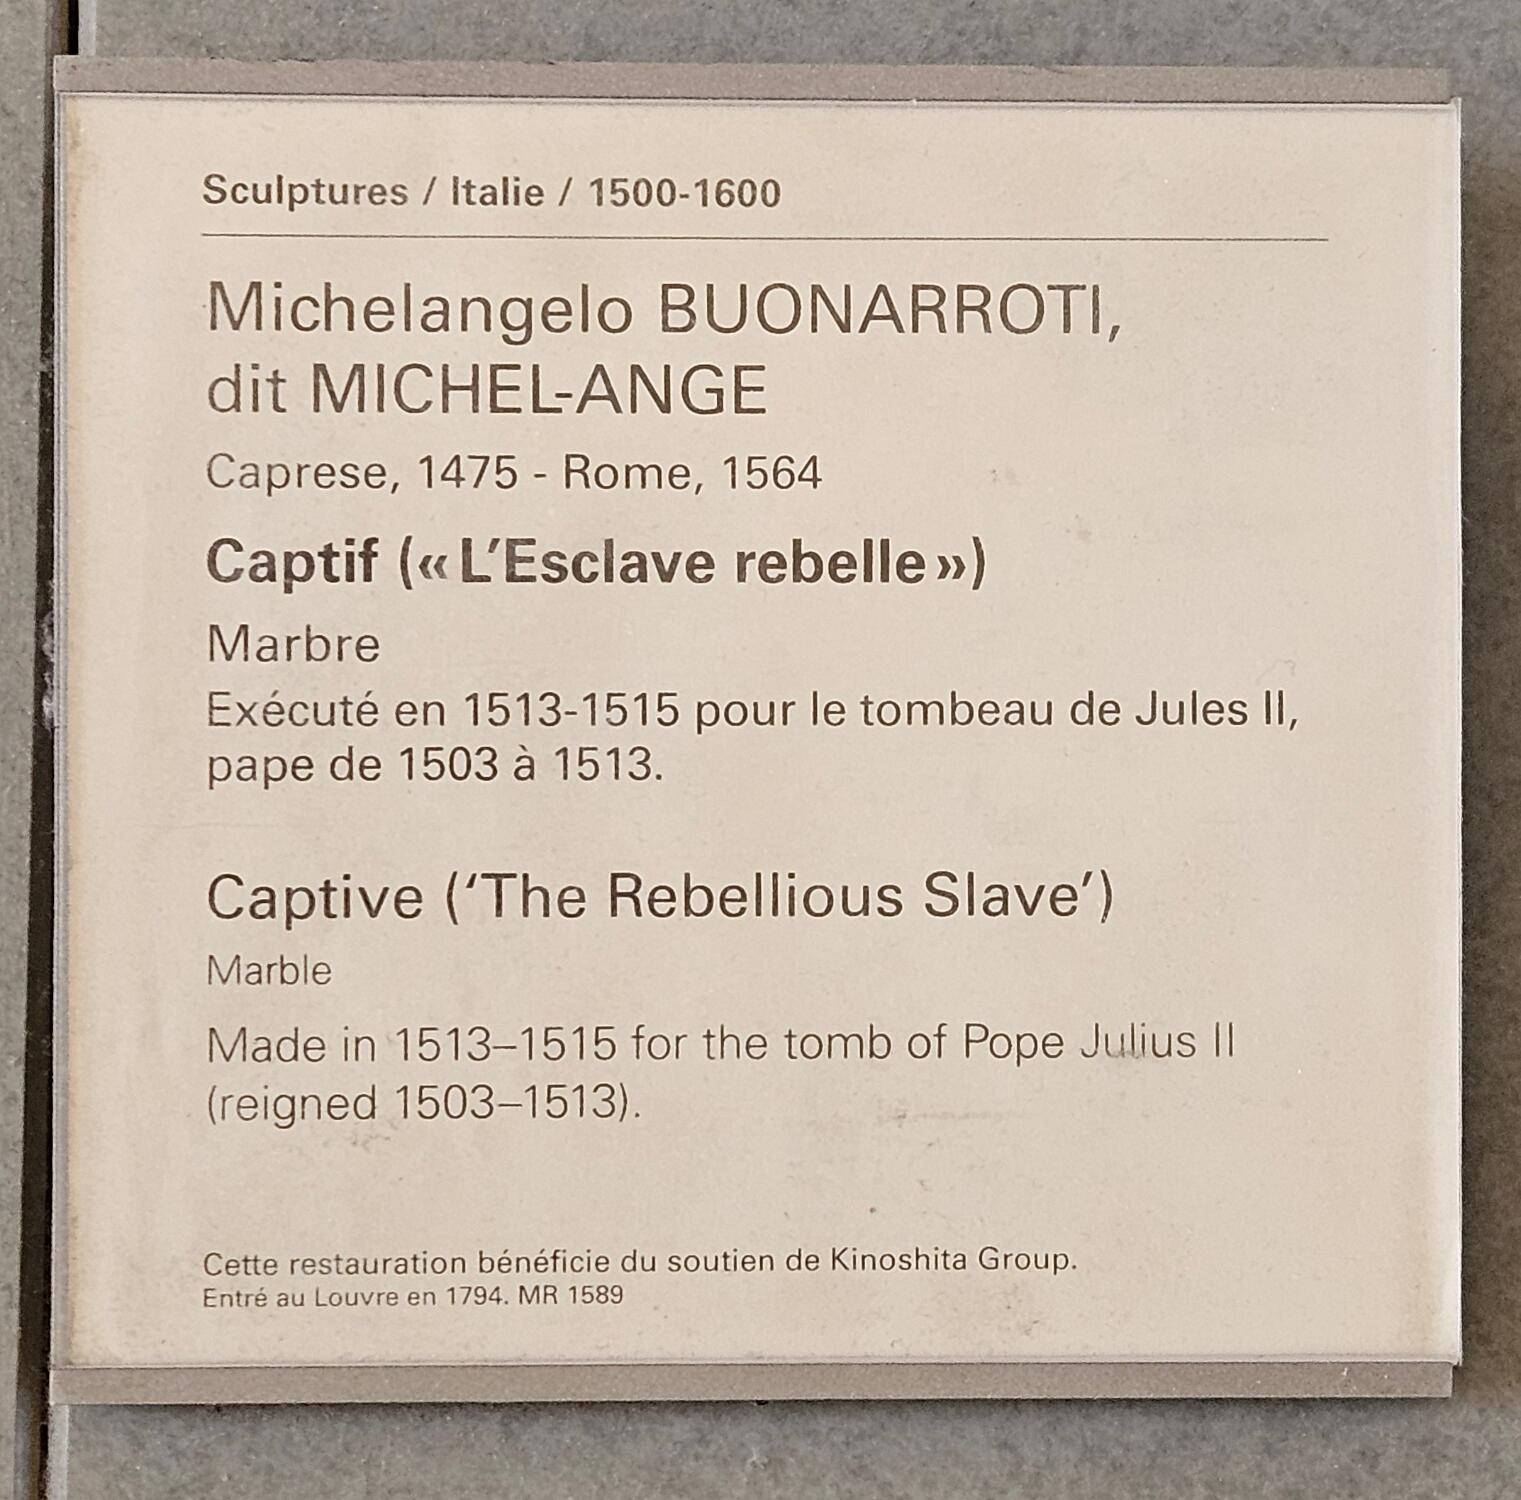 Sculptures / Italie / 1500-1600
Michelangelo BUONARROTI,
dit MICHEL-ANGE
Caprese, 1475 - Rome, 1564
Captif (« L’Esclave rebelle »)
Marbre
Exécuté en 1513-1515 pour le tombeau de Jules II,
pape de 1503 à 1513.
Captive (‘The Rebellious Slave’)
Marble
Made in 1513–1515 for the tomb of Pope Julius II
(reigned 1503–1513).
Cette restauration bénéficie du soutien de Kinoshita Group.
Entré au Louvre en 1794. MR 1589